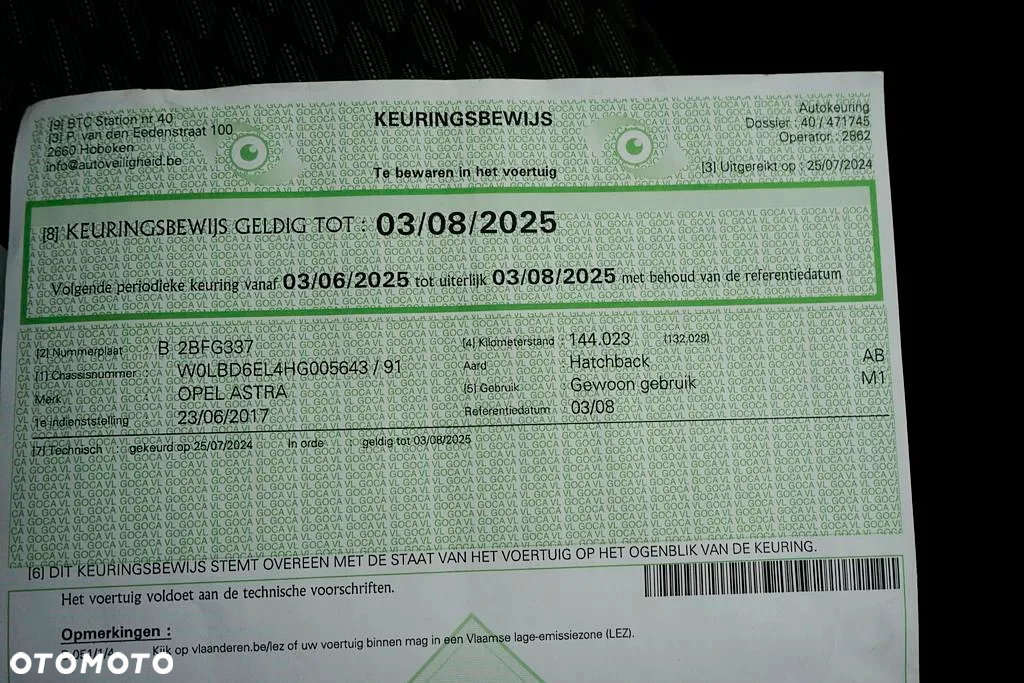 [9] BTC Station nr 40
[3] P. van den Eedenstraat 100
2660 Hoboken
info@autoveiligheid.be
KEURINGSBEWIJS
Te bewaren in het voertuig
Autokeuring
Dossier : 40 / 471745
Operator : 2862
[3] Uitgereikt op : 25/07/2024
[8] KEURINGSBEWIJS GELDIG TOT : 03/08/2025
Volgende periodieke keuring vanaf 03/06/2025 tot uiterlijk 03/08/2025 met behoud van de referentiedatum
[2] Nummerplaat : B 2BFG337
[1] Chassisnummer : W0LBD6EL4HG005643 / 91
Merk : OPEL ASTRA
1e indienststelling : 23/06/2017
[4] Kilometerstand : 144.023 (132.028)
Aard Hatchback AB
[5] Gebruik : Gewoon gebruik M1
Referentiedatum : 03/08
[7] Technisch : gekeurd op 25/07/2024 In orde : geldig tot 03/08/2025
[6] DIT KEURINGSBEWIJS STEMT OVEREEN MET DE STAAT VAN HET VOERTUIG OP HET OGENBLIK VAN DE KEURING.
Het voertuig voldoet aan de technische voorschriften.
Opmerkingen :
Kijk op vlaanderen.be/lez of uw voertuig binnen mag in een Vlaamse lage-emissiezone (LEZ).
OTOMOTO